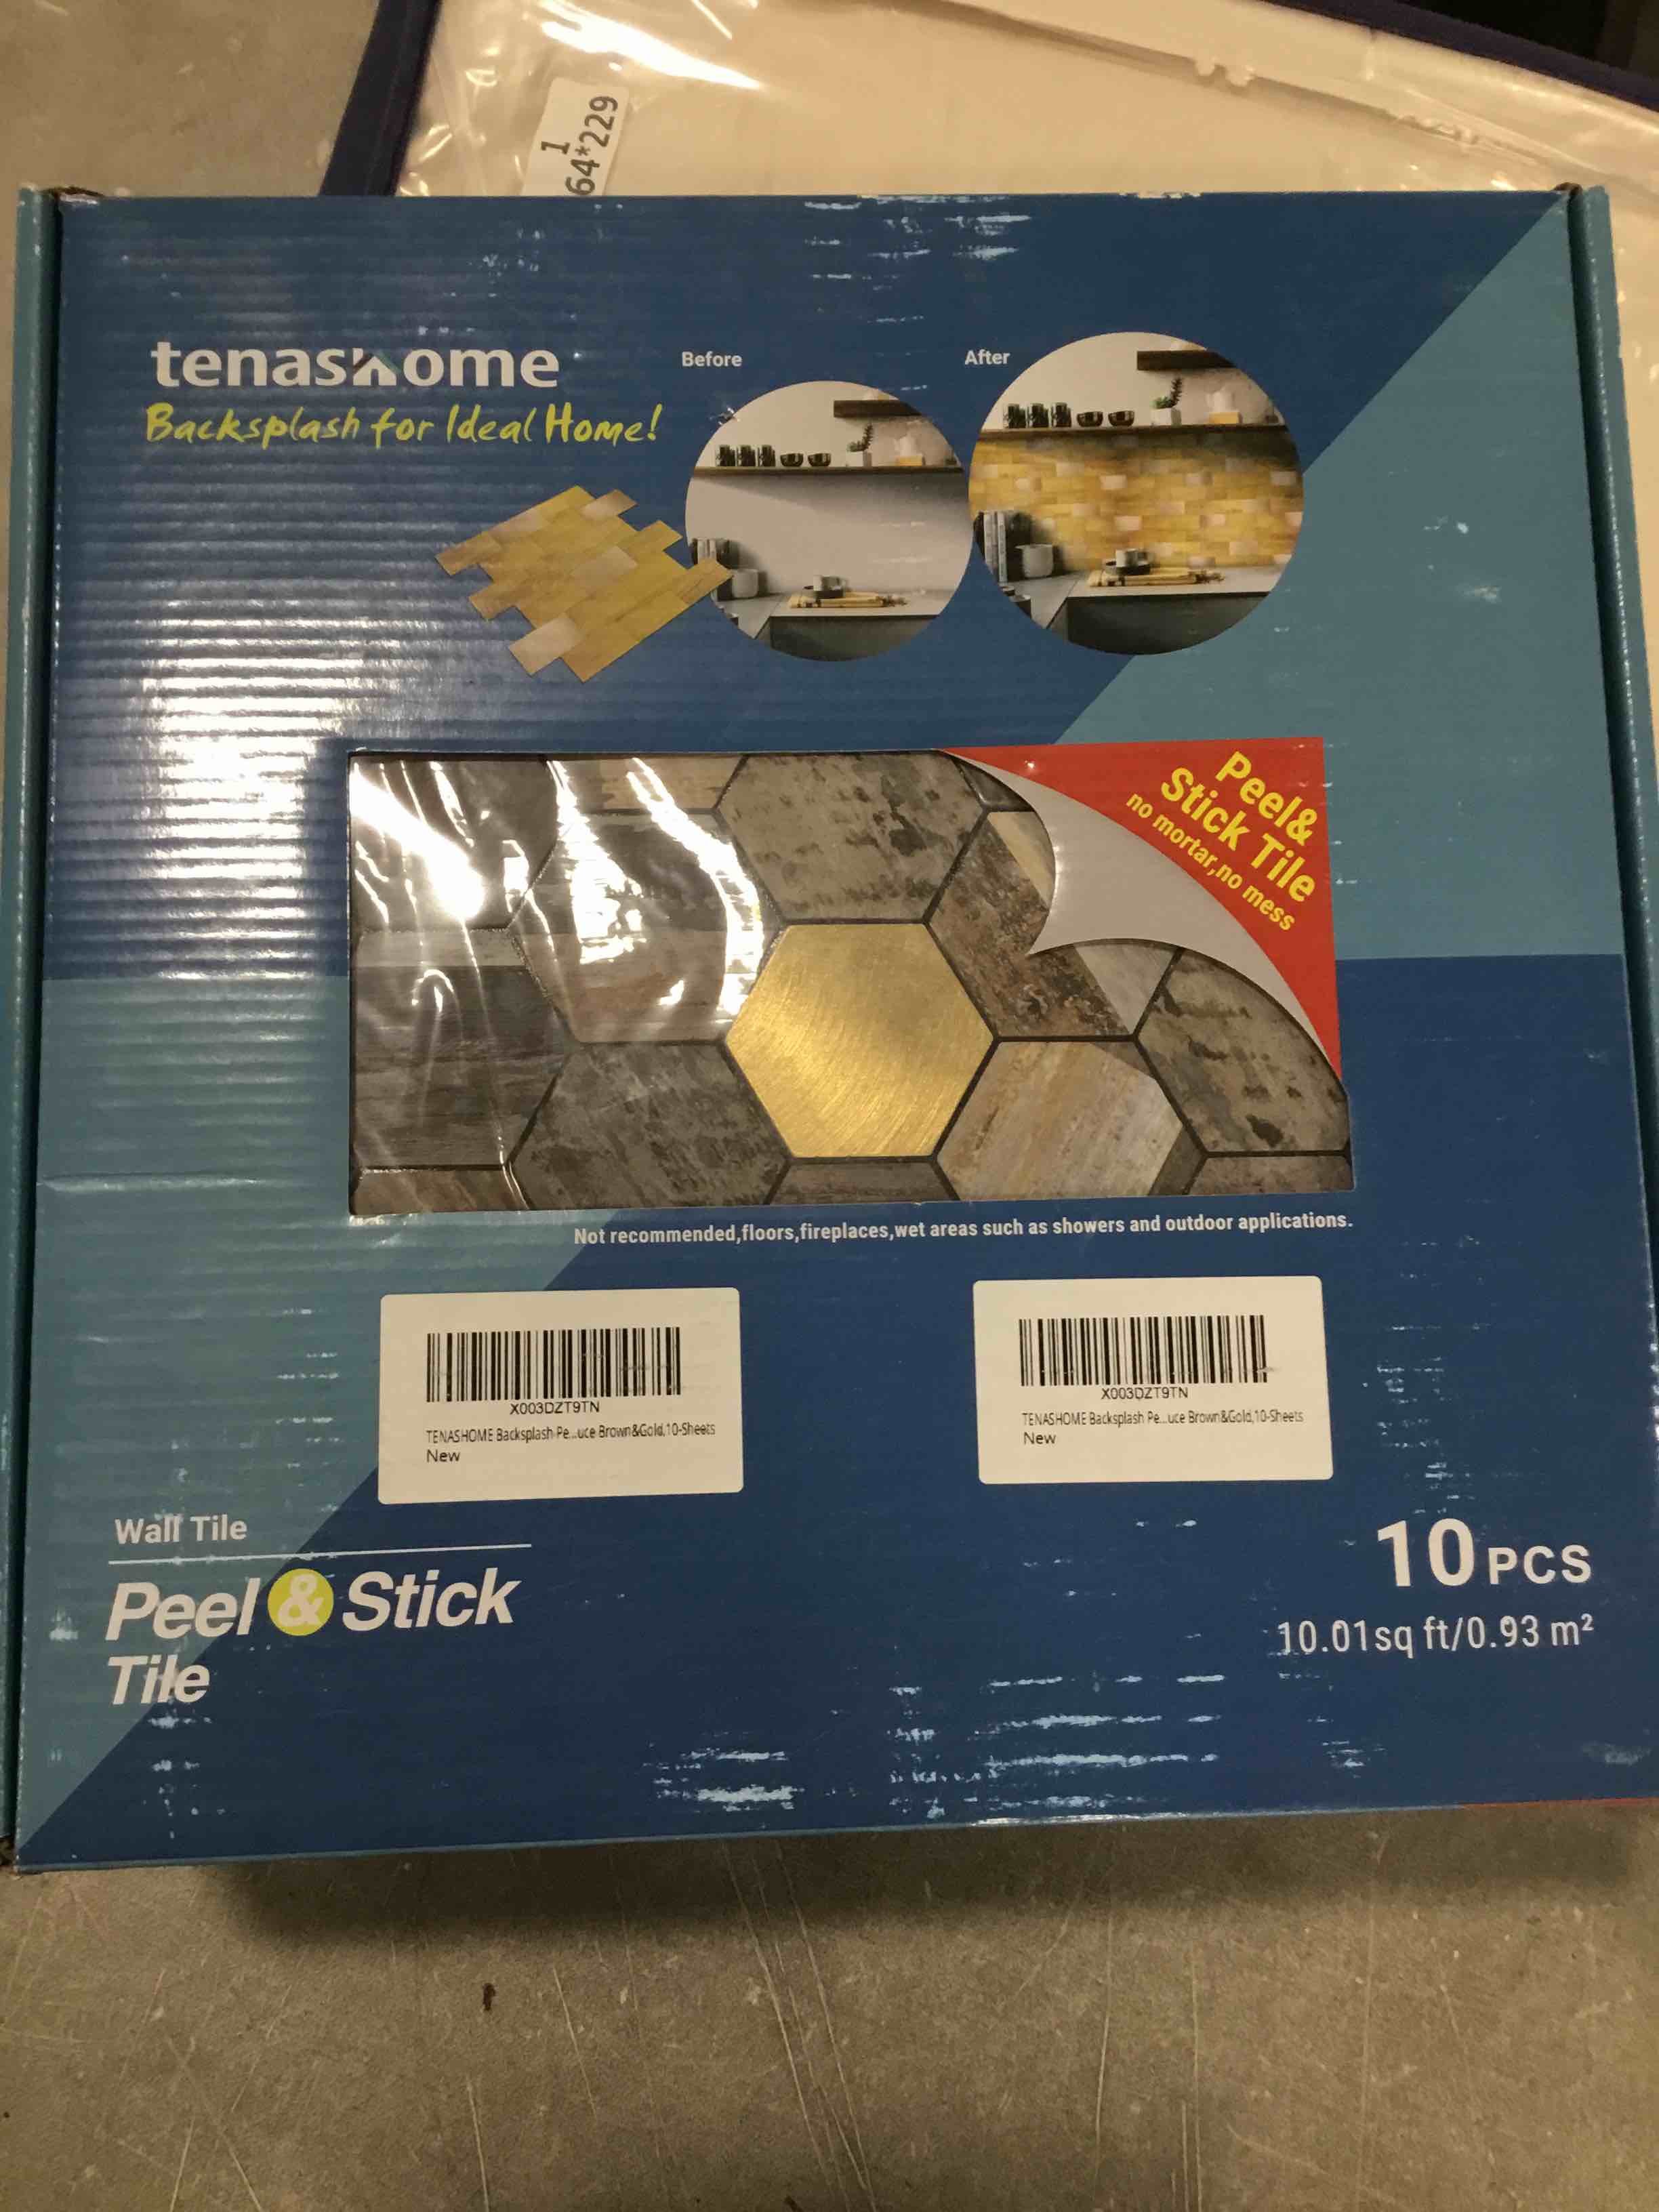 1
64*229
tenashome
Backsplash for Ideal Home!
Before
After
Peel&
Stick Tile
no mortar,no mess
Not recommended,floors,fireplaces,wet areas such as showers and outdoor applications.
X003DZT9TN
TENASHOME Backsplash Pe...uce Brown&Gold,10-Sheets
New
X003DZT9TN
TENASHOME Backsplash Pe...uce Brown&Gold,10-Sheets
New
Wall Tile
Peel & Stick
Tile
10 PCS
10.01sq ft/0.93 m²